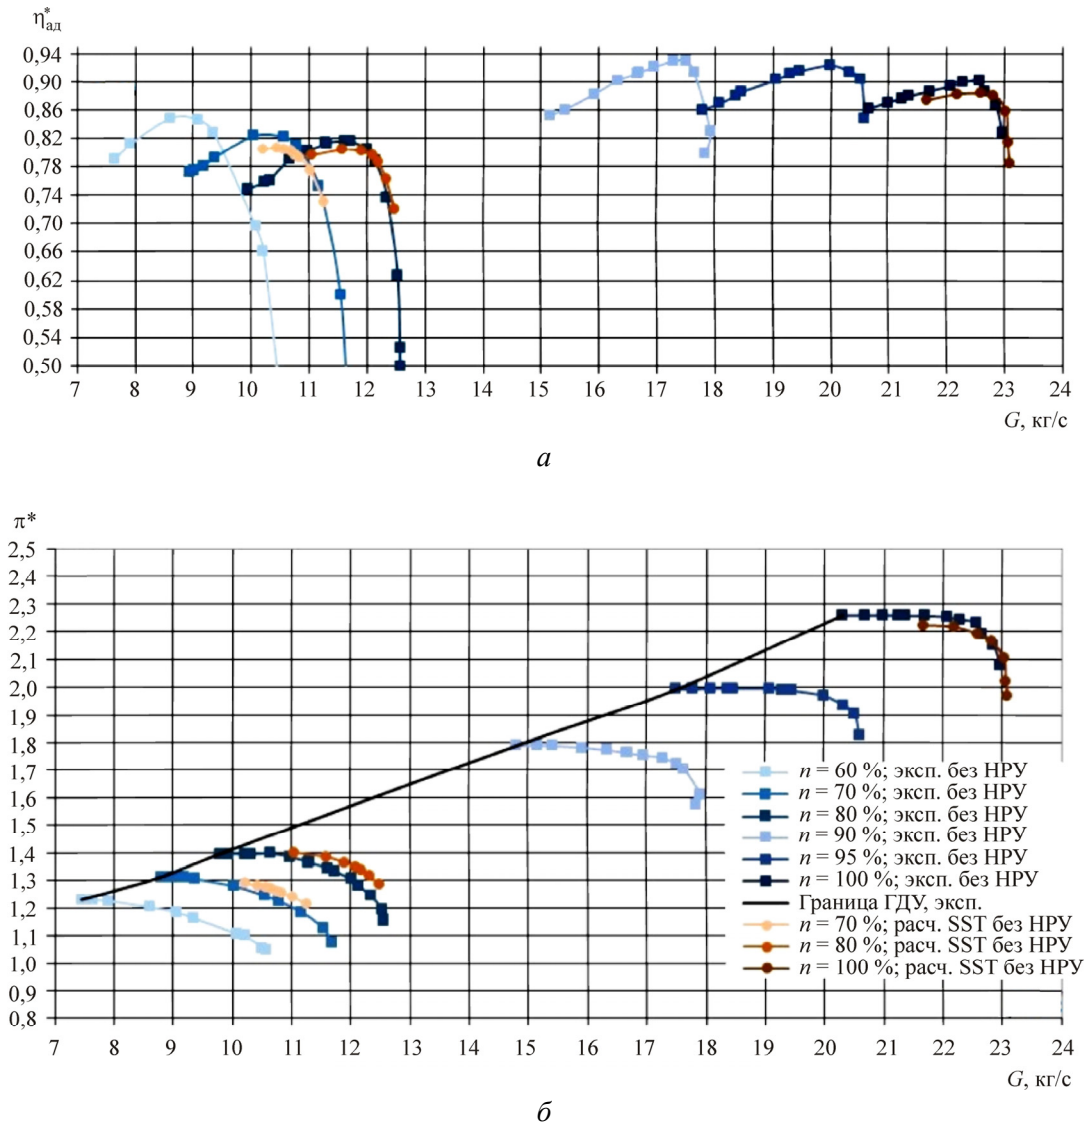 η*ад
0,94
0,90
0,86
0,82
0,78
0,74
0,70
0,66
0,62
0,58
0,54
0,50
7 8 9 10 11 12 13 14 15 16 17 18 19 20 21 22 23 24
G, кг/с
а
π*
2,5
2,4
2,3
2,2
2,1
2,0
1,8
1,7
1,6
1,5
1,4
1,3
1,2
1,1
1,0
0,9
0,8
n = 60 %; эксп. без НРУ
n = 70 %; эксп. без НРУ
n = 80 %; эксп. без НРУ
n = 90 %; эксп. без НРУ
n = 95 %; эксп. без НРУ
n = 100 %; эксп. без НРУ
Граница ГДУ, эксп.
n = 70 %; расч. SST без НРУ
n = 80 %; расч. SST без НРУ
n = 100 %; расч. SST без НРУ
7 8 9 10 11 12 13 14 15 16 17 18 19 20 21 22 23 24
G, кг/с
б